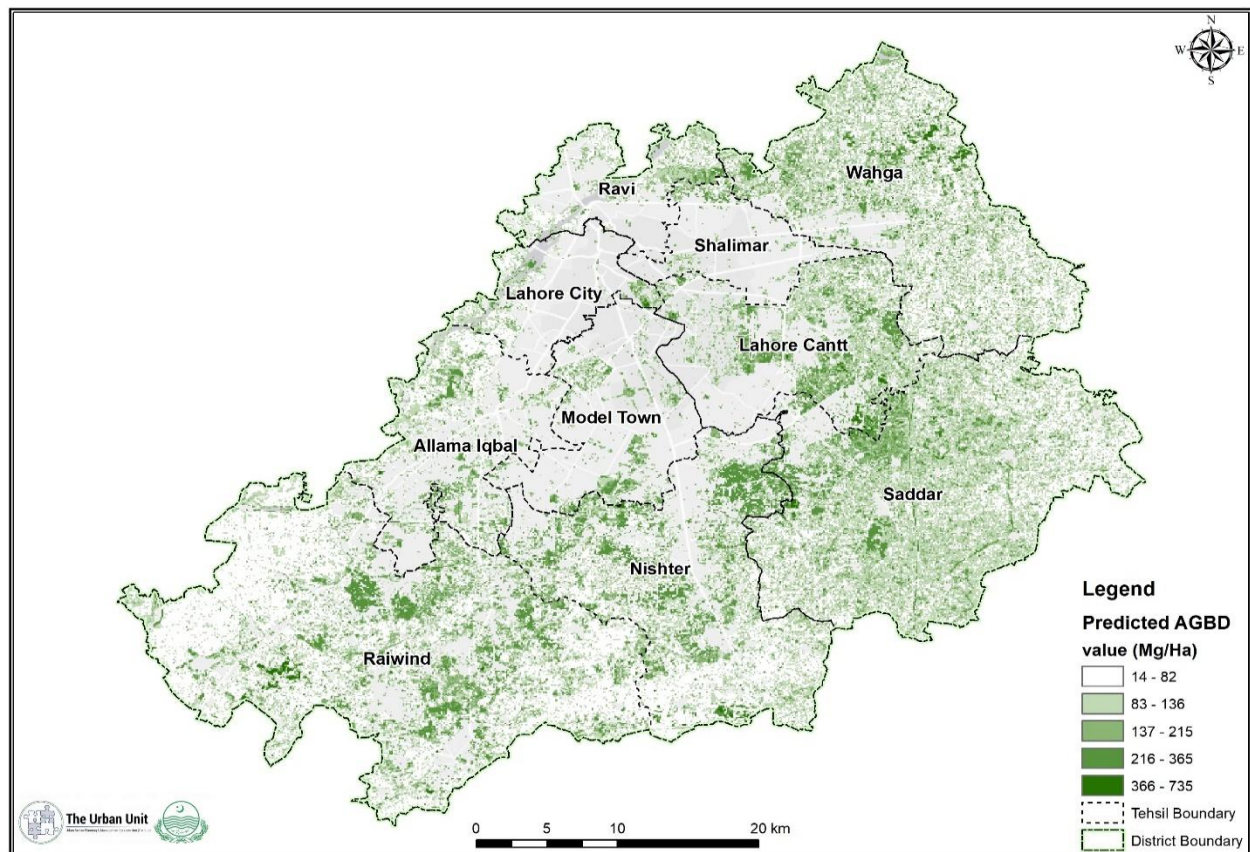 N
W E
S
Wahga
Ravi
Shalimar
Lahore City
Lahore Cantt
Model Town
Allama Iqbal
Saddar
Nishter
Raiwind
Legend
Predicted AGBD
value (Mg/Ha)
14 - 82
83 - 136
137 - 215
216 - 365
366 - 735
Tehsil Boundary
District Boundary
The Urban Unit
0 5 10 20 km